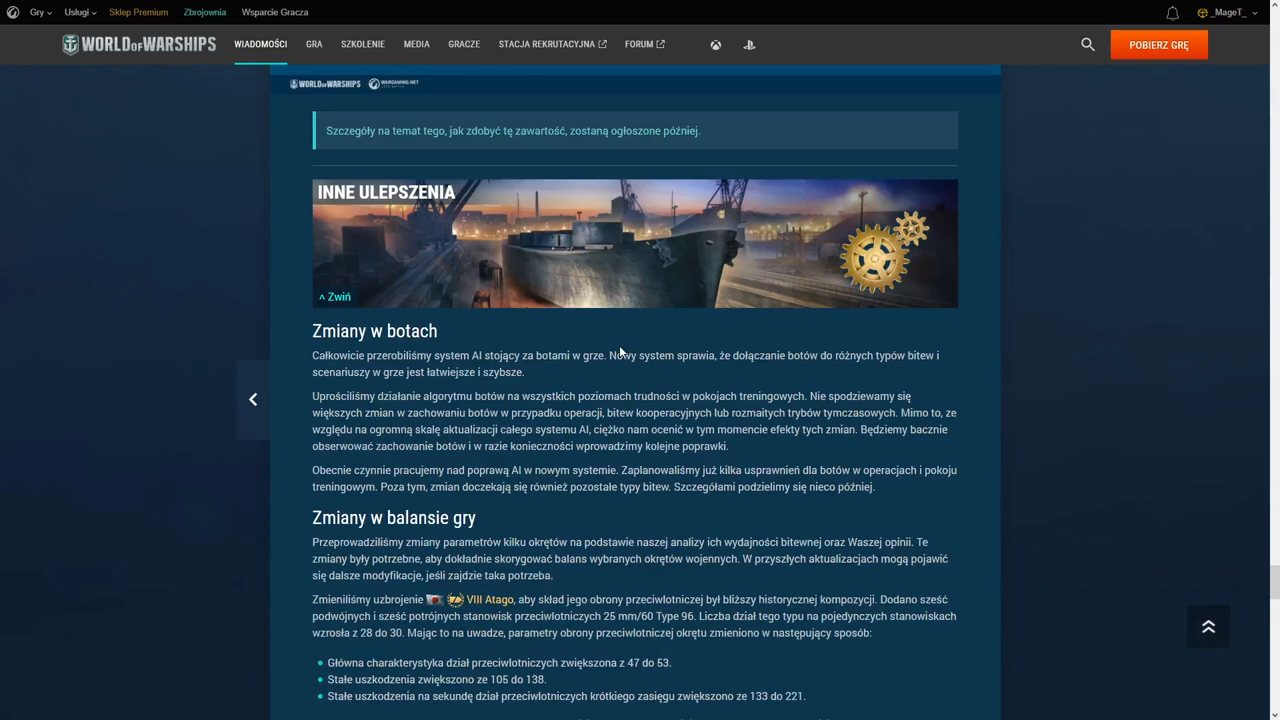 Gry Usługi Sklep Premium Zbrojownia Wsparcie Gracza _MageT_
WORLD OF WARSHIPS WIADOMOŚCI GRA SZKOLENIE MEDIA GRACZE STACJA REKRUTACYJNA FORUM POBIERZ GRĘ
WORLD OF WARSHIPS WARGAMING.NET
Szczegóły na temat tego, jak zdobyć tę zawartość, zostaną ogłoszone później.
INNE ULEPSZENIA
^ Zwiń
Zmiany w botach
Całkowicie przerobiliśmy system AI stojący za botami w grze. Nowy system sprawia, że dołączanie botów do różnych typów bitew i
scenariuszy w grze jest łatwiejsze i szybsze.
Uprościliśmy działanie algorytmu botów na wszystkich poziomach trudności w pokojach treningowych. Nie spodziewamy się
większych zmian w zachowaniu botów w przypadku operacji, bitew kooperacyjnych lub rozmaitych trybów tymczasowych. Mimo to, ze
względu na ogromną skalę aktualizacji całego systemu AI, ciężko nam ocenić w tym momencie efekty tych zmian. Będziemy bacznie
obserwować zachowanie botów i w razie konieczności wprowadzimy kolejne poprawki.
Obecnie czynnie pracujemy nad poprawą AI w nowym systemie. Zaplanowaliśmy już kilka usprawnień dla botów w operacjach i pokoju
treningowym. Poza tym, zmian doczekają się również pozostałe typy bitew. Szczegółami podzielimy się nieco później.
Zmiany w balansie gry
Przeprowadziliśmy zmiany parametrów kilku okrętów na podstawie naszej analizy ich wydajności bitewnej oraz Waszej opinii. Te
zmiany były potrzebne, aby dokładnie skorygować balans wybranych okrętów wojennych. W przyszłych aktualizacjach mogą pojawić
się dalsze modyfikacje, jeśli zajdzie taka potrzeba.
Zmieniliśmy uzbrojenie VIII Atago, aby skład jego obrony przeciwlotniczej był bliższy historycznej kompozycji. Dodano sześć
podwójnych i sześć potrójnych stanowisk przeciwlotniczych 25 mm/60 Type 96. Liczba dział tego typu na pojedynczych stanowiskach
wzrosła z 28 do 30. Mając to na uwadze, parametry obrony przeciwlotniczej okrętu zmieniono w następujący sposób:
Główna charakterystyka dział przeciwlotniczych zwiększona z 47 do 53.
Stałe uszkodzenia zwiększono ze 105 do 138.
Stałe uszkodzenia na sekundę dział przeciwlotniczych krótkiego zasięgu zwiększono ze 133 do 221.